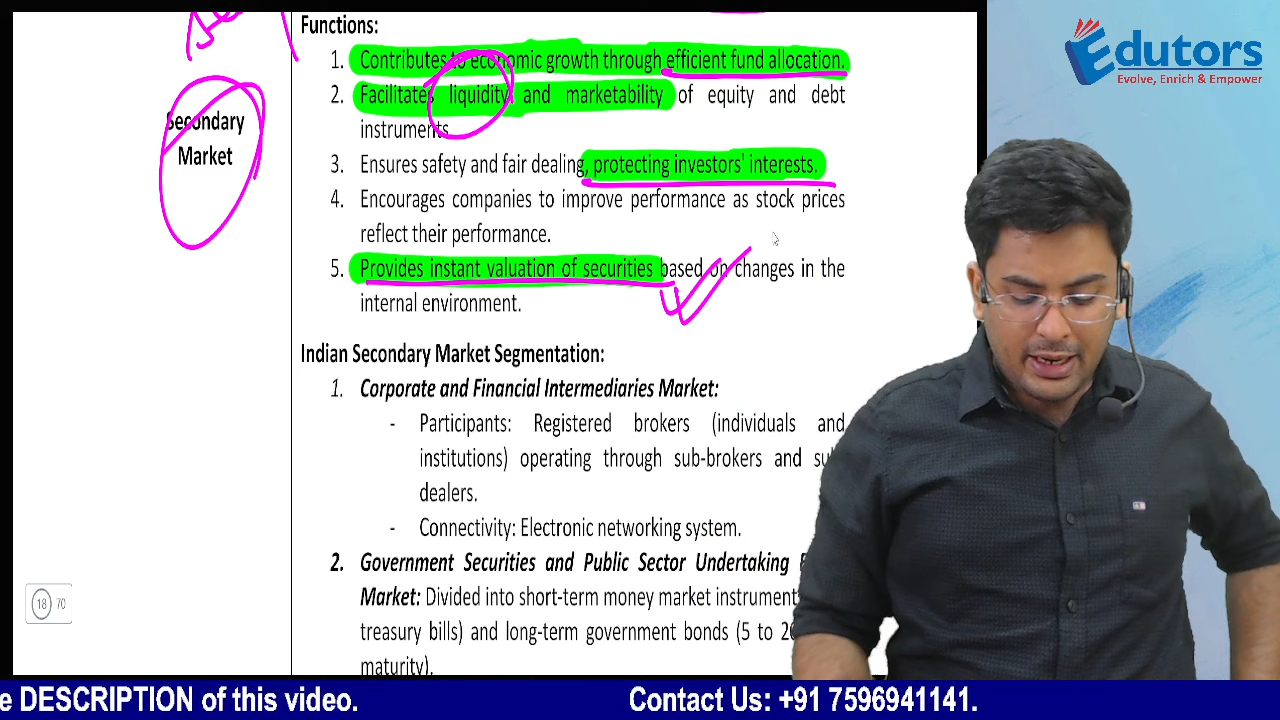 Functions:
1. Contributes to economic growth through efficient fund allocation.
2. Facilitates liquidity and marketability of equity and debt
instruments.
3. Ensures safety and fair dealing, protecting investors' interests.
4. Encourages companies to improve performance as stock prices
reflect their performance.
5. Provides instant valuation of securities based on changes in the
internal environment.
Secondary
Market
Indian Secondary Market Segmentation:
1. Corporate and Financial Intermediaries Market:
- Participants: Registered brokers (individuals and
institutions) operating through sub-brokers and
dealers.
- Connectivity: Electronic networking system.
2. Government Securities and Public Sector Undertaking
Market: Divided into short-term money market
treasury bills) and long-term government bonds (5 to
maturity).
18 70
Edutors
Evolve, Enrich & Empower
e DESCRIPTION of this video.
Contact Us: +91 7596941141.